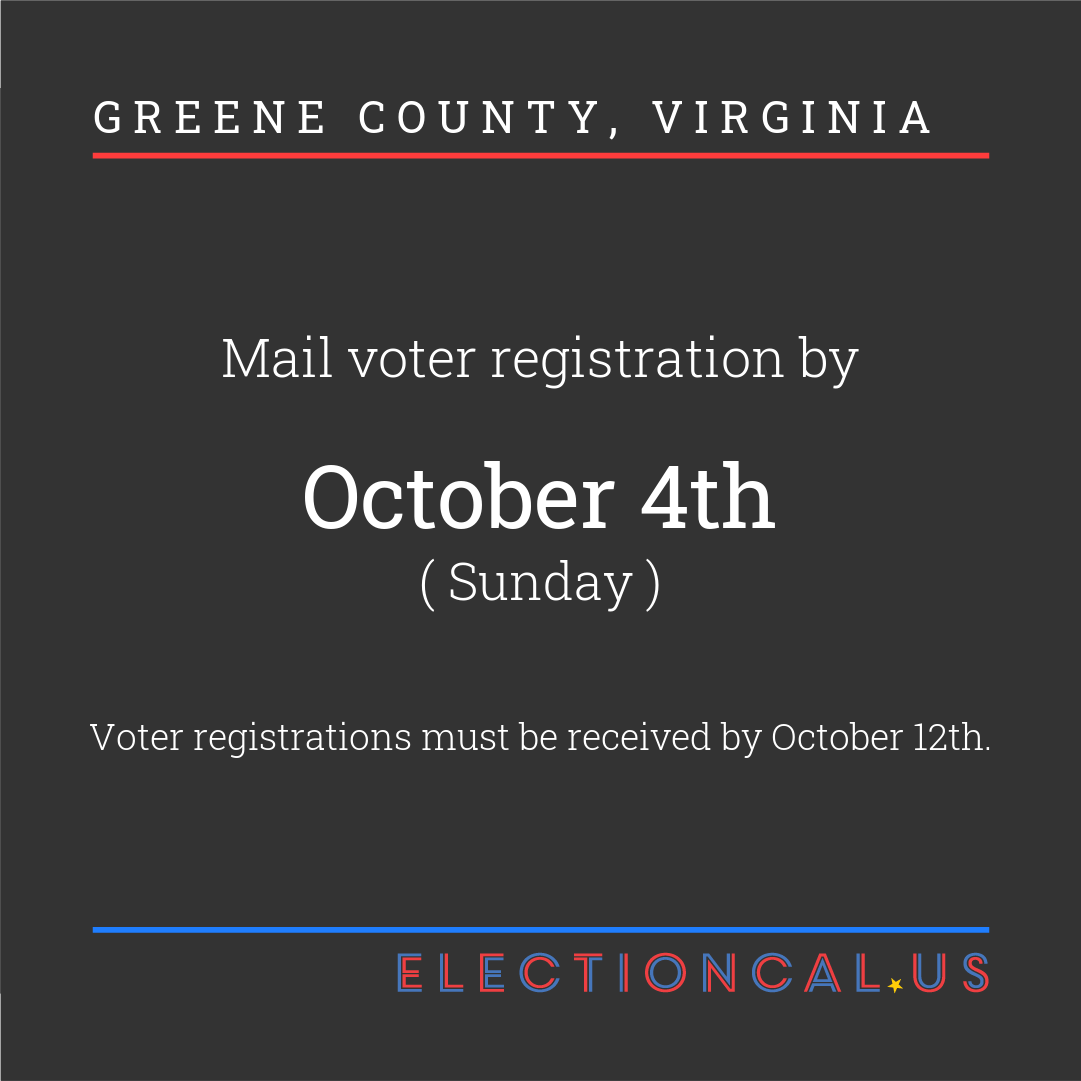 GREENE COUNTY, VIRGINIA
Mail voter registration by
October 4th
( Sunday )
Voter registrations must be received by October 12th.
ELECTIONCAL.US